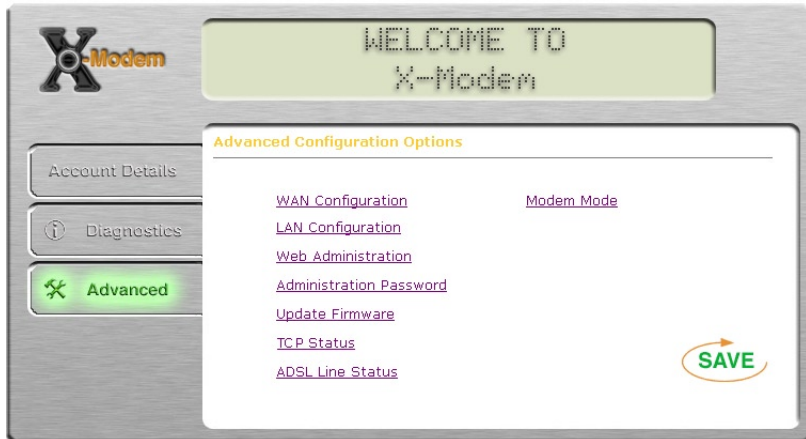 X-Modem
WELCOME TO
X-Modem
Account Details
Diagnostics
Advanced
Advanced Configuration Options
WAN Configuration
LAN Configuration
Web Administration
Administration Password
Update Firmware
TCP Status
ADSL Line Status
Modem Mode
SAVE